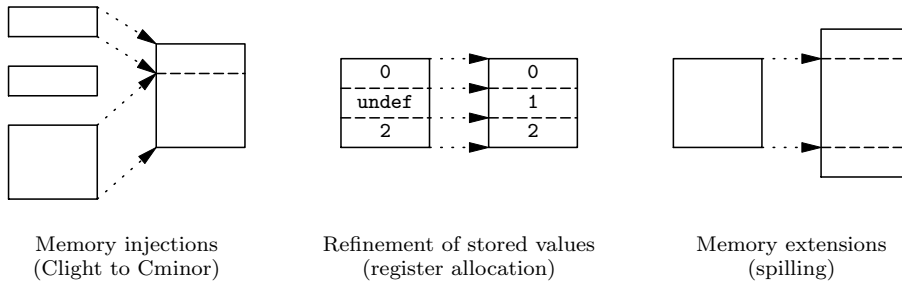 0
undef
2
0
1
2
Memory injections
(Clight to Cminor)
Refinement of stored values
(register allocation)
Memory extensions
(spilling)